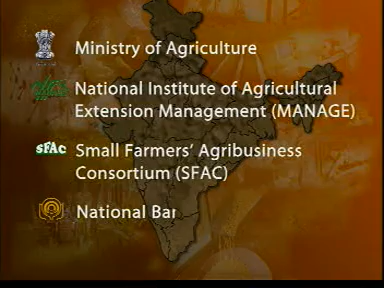 Ministry of Agriculture
National Institute of Agricultural
Extension Management (MANAGE)
SFAC
Small Farmers' Agribusiness
Consortium (SFAC)
National Bar